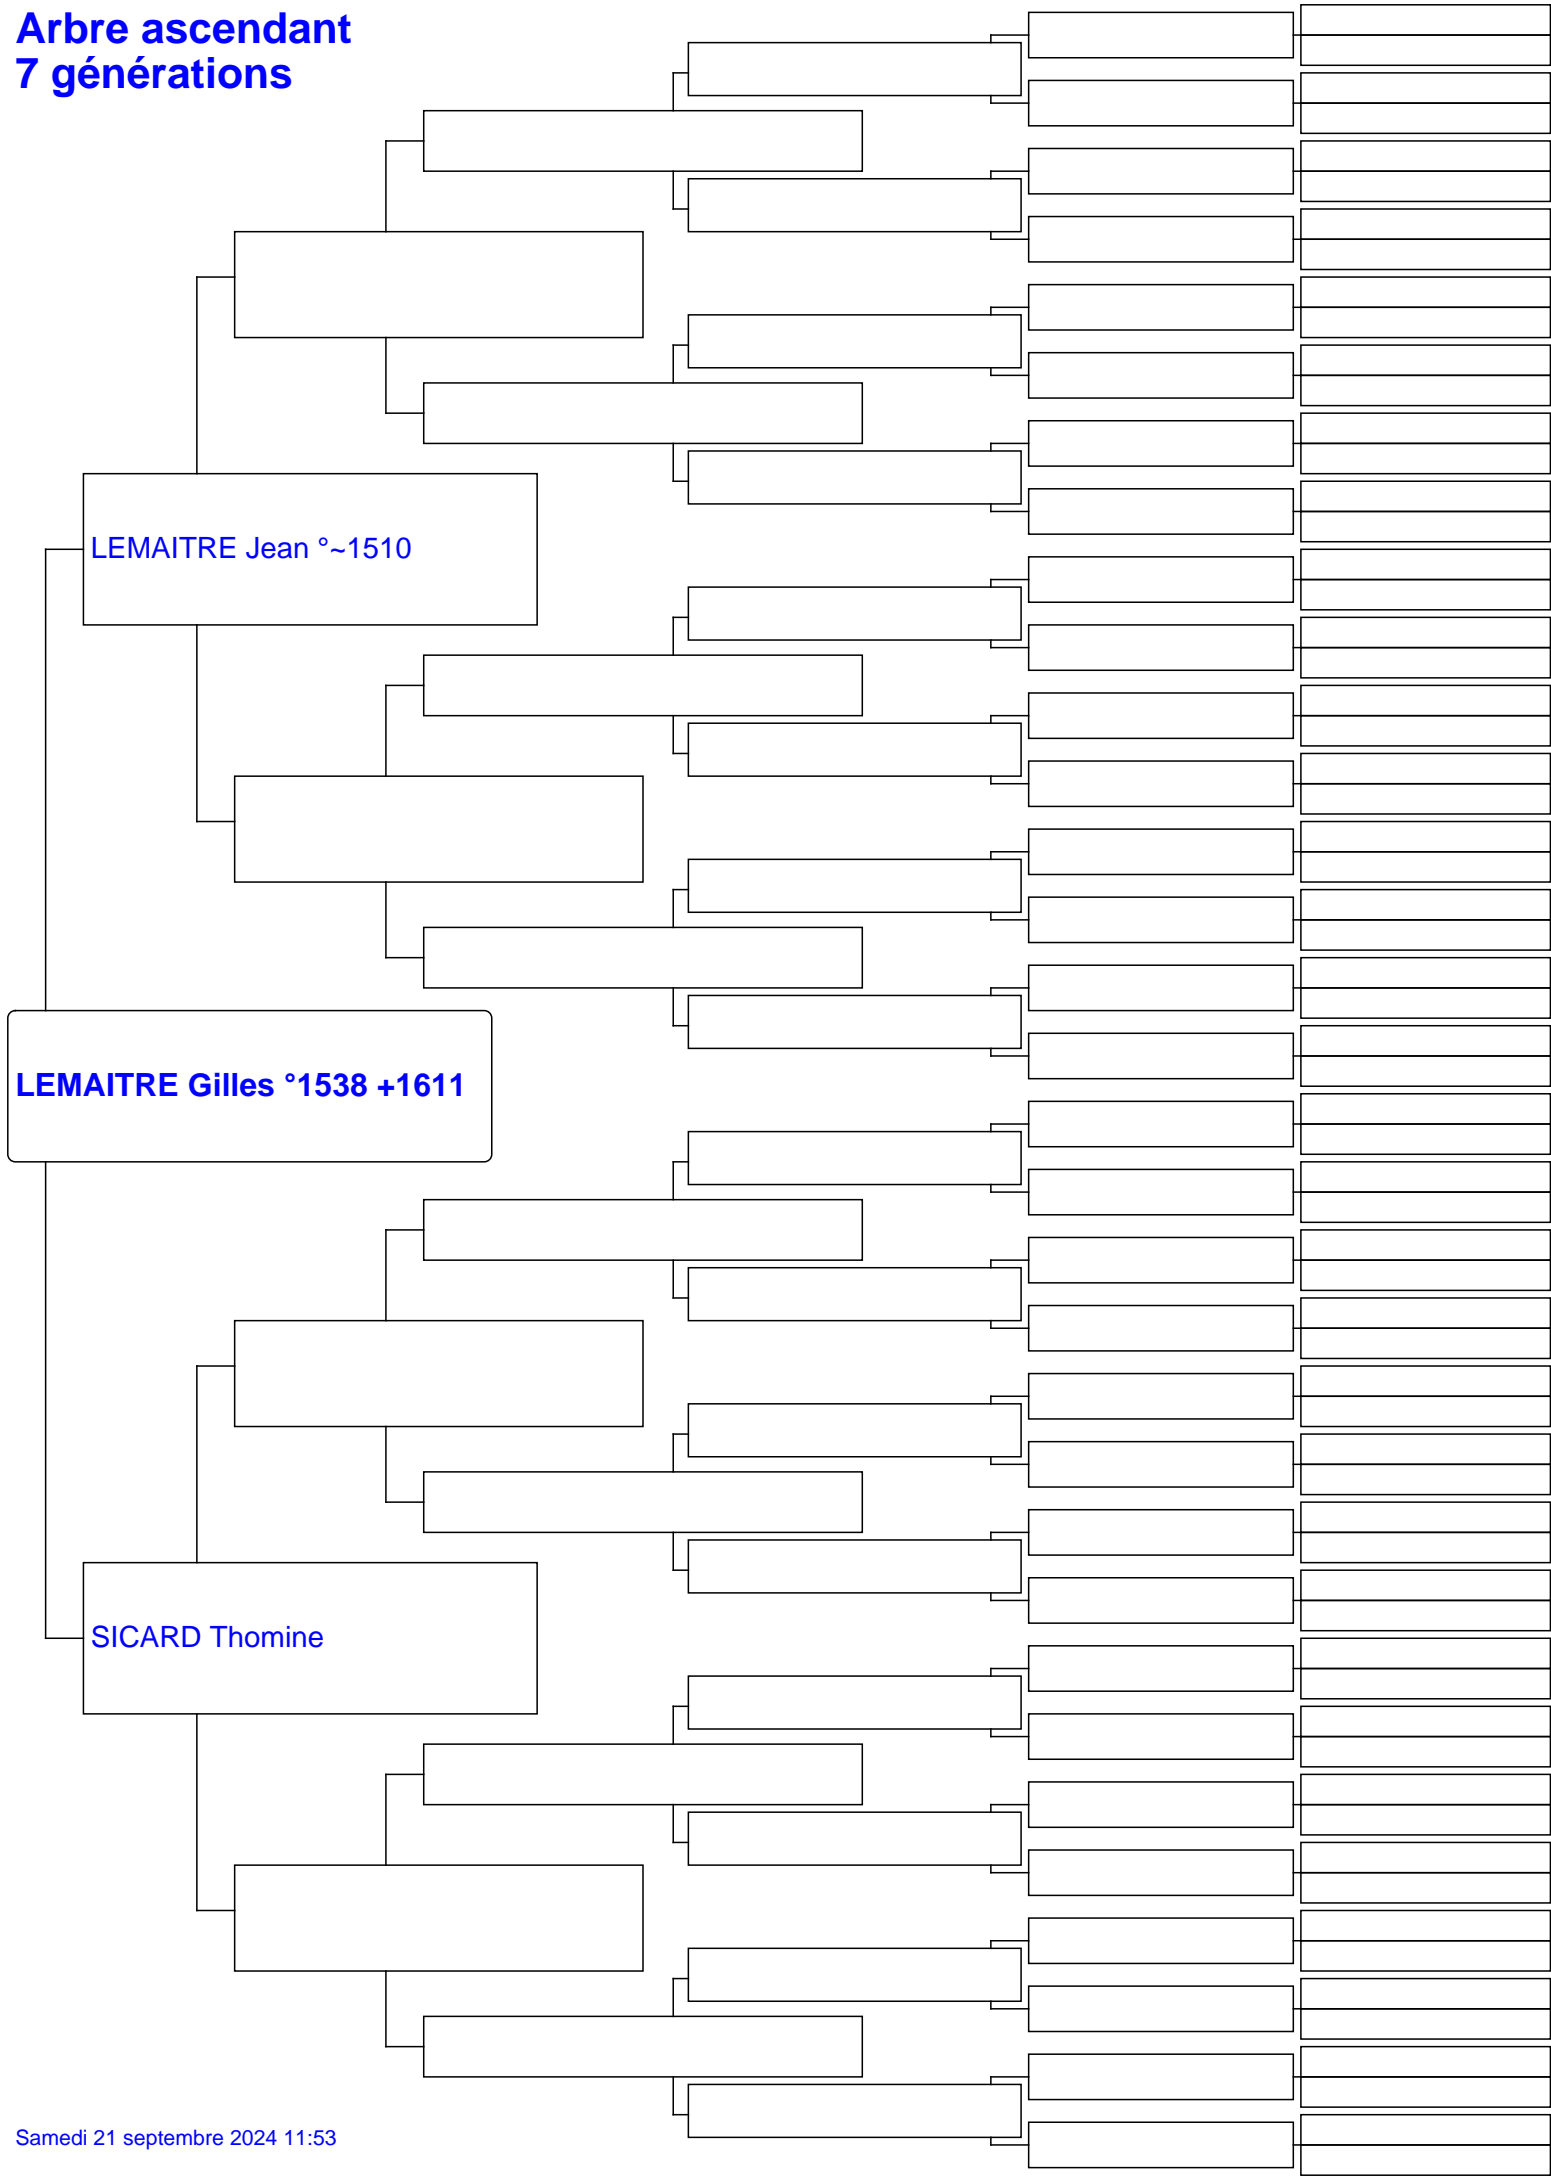 Arbre ascendant
7 générations
LEMAITRE Jean °~1510
LEMAITRE Gilles °1538 +1611
SICARD Thomine
Samedi 21 septembre 2024 11:53